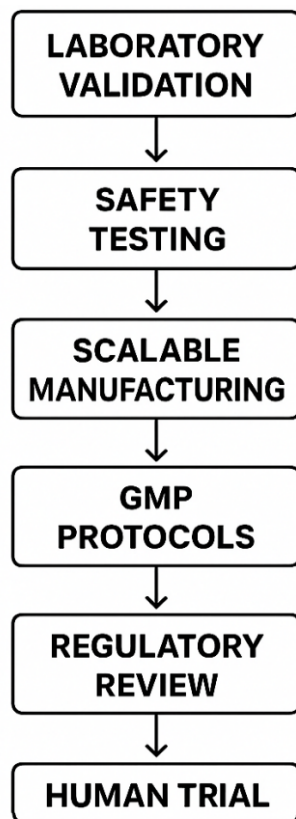 LABORATORY
VALIDATION
SAFETY
TESTING
SCALABLE
MANUFACTURING
GMP
PROTOCOLS
REGULATORY
REVIEW
HUMAN TRIAL